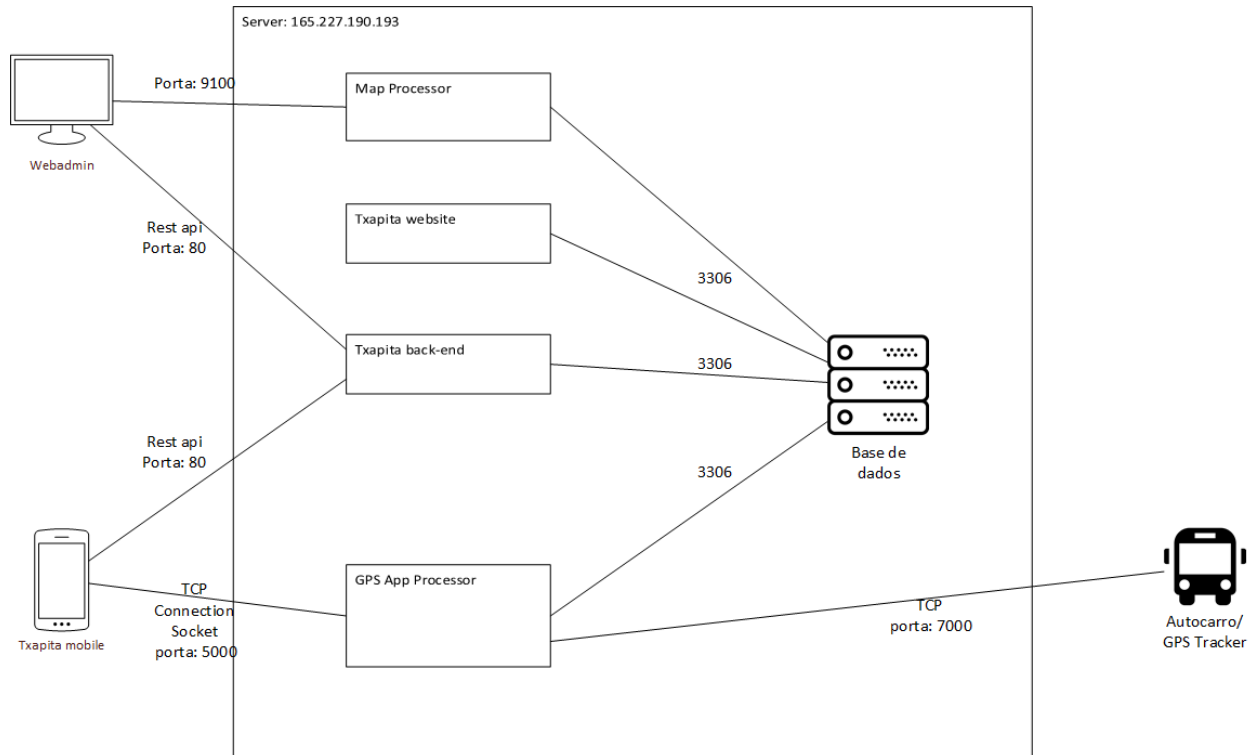 Server: 165.227.190.193
Porta: 9100
Map Processor
Webadmin
Txapita website
Rest api
Porta: 80
3306
Txapita back-end
3306
Rest api
Porta: 80
Base de
dados
3306
GPS App Processor
TCP
Connection
Socket
porta: 5000
Txapita mobile
TCP
porta: 7000
Autocarro/
GPS Tracker